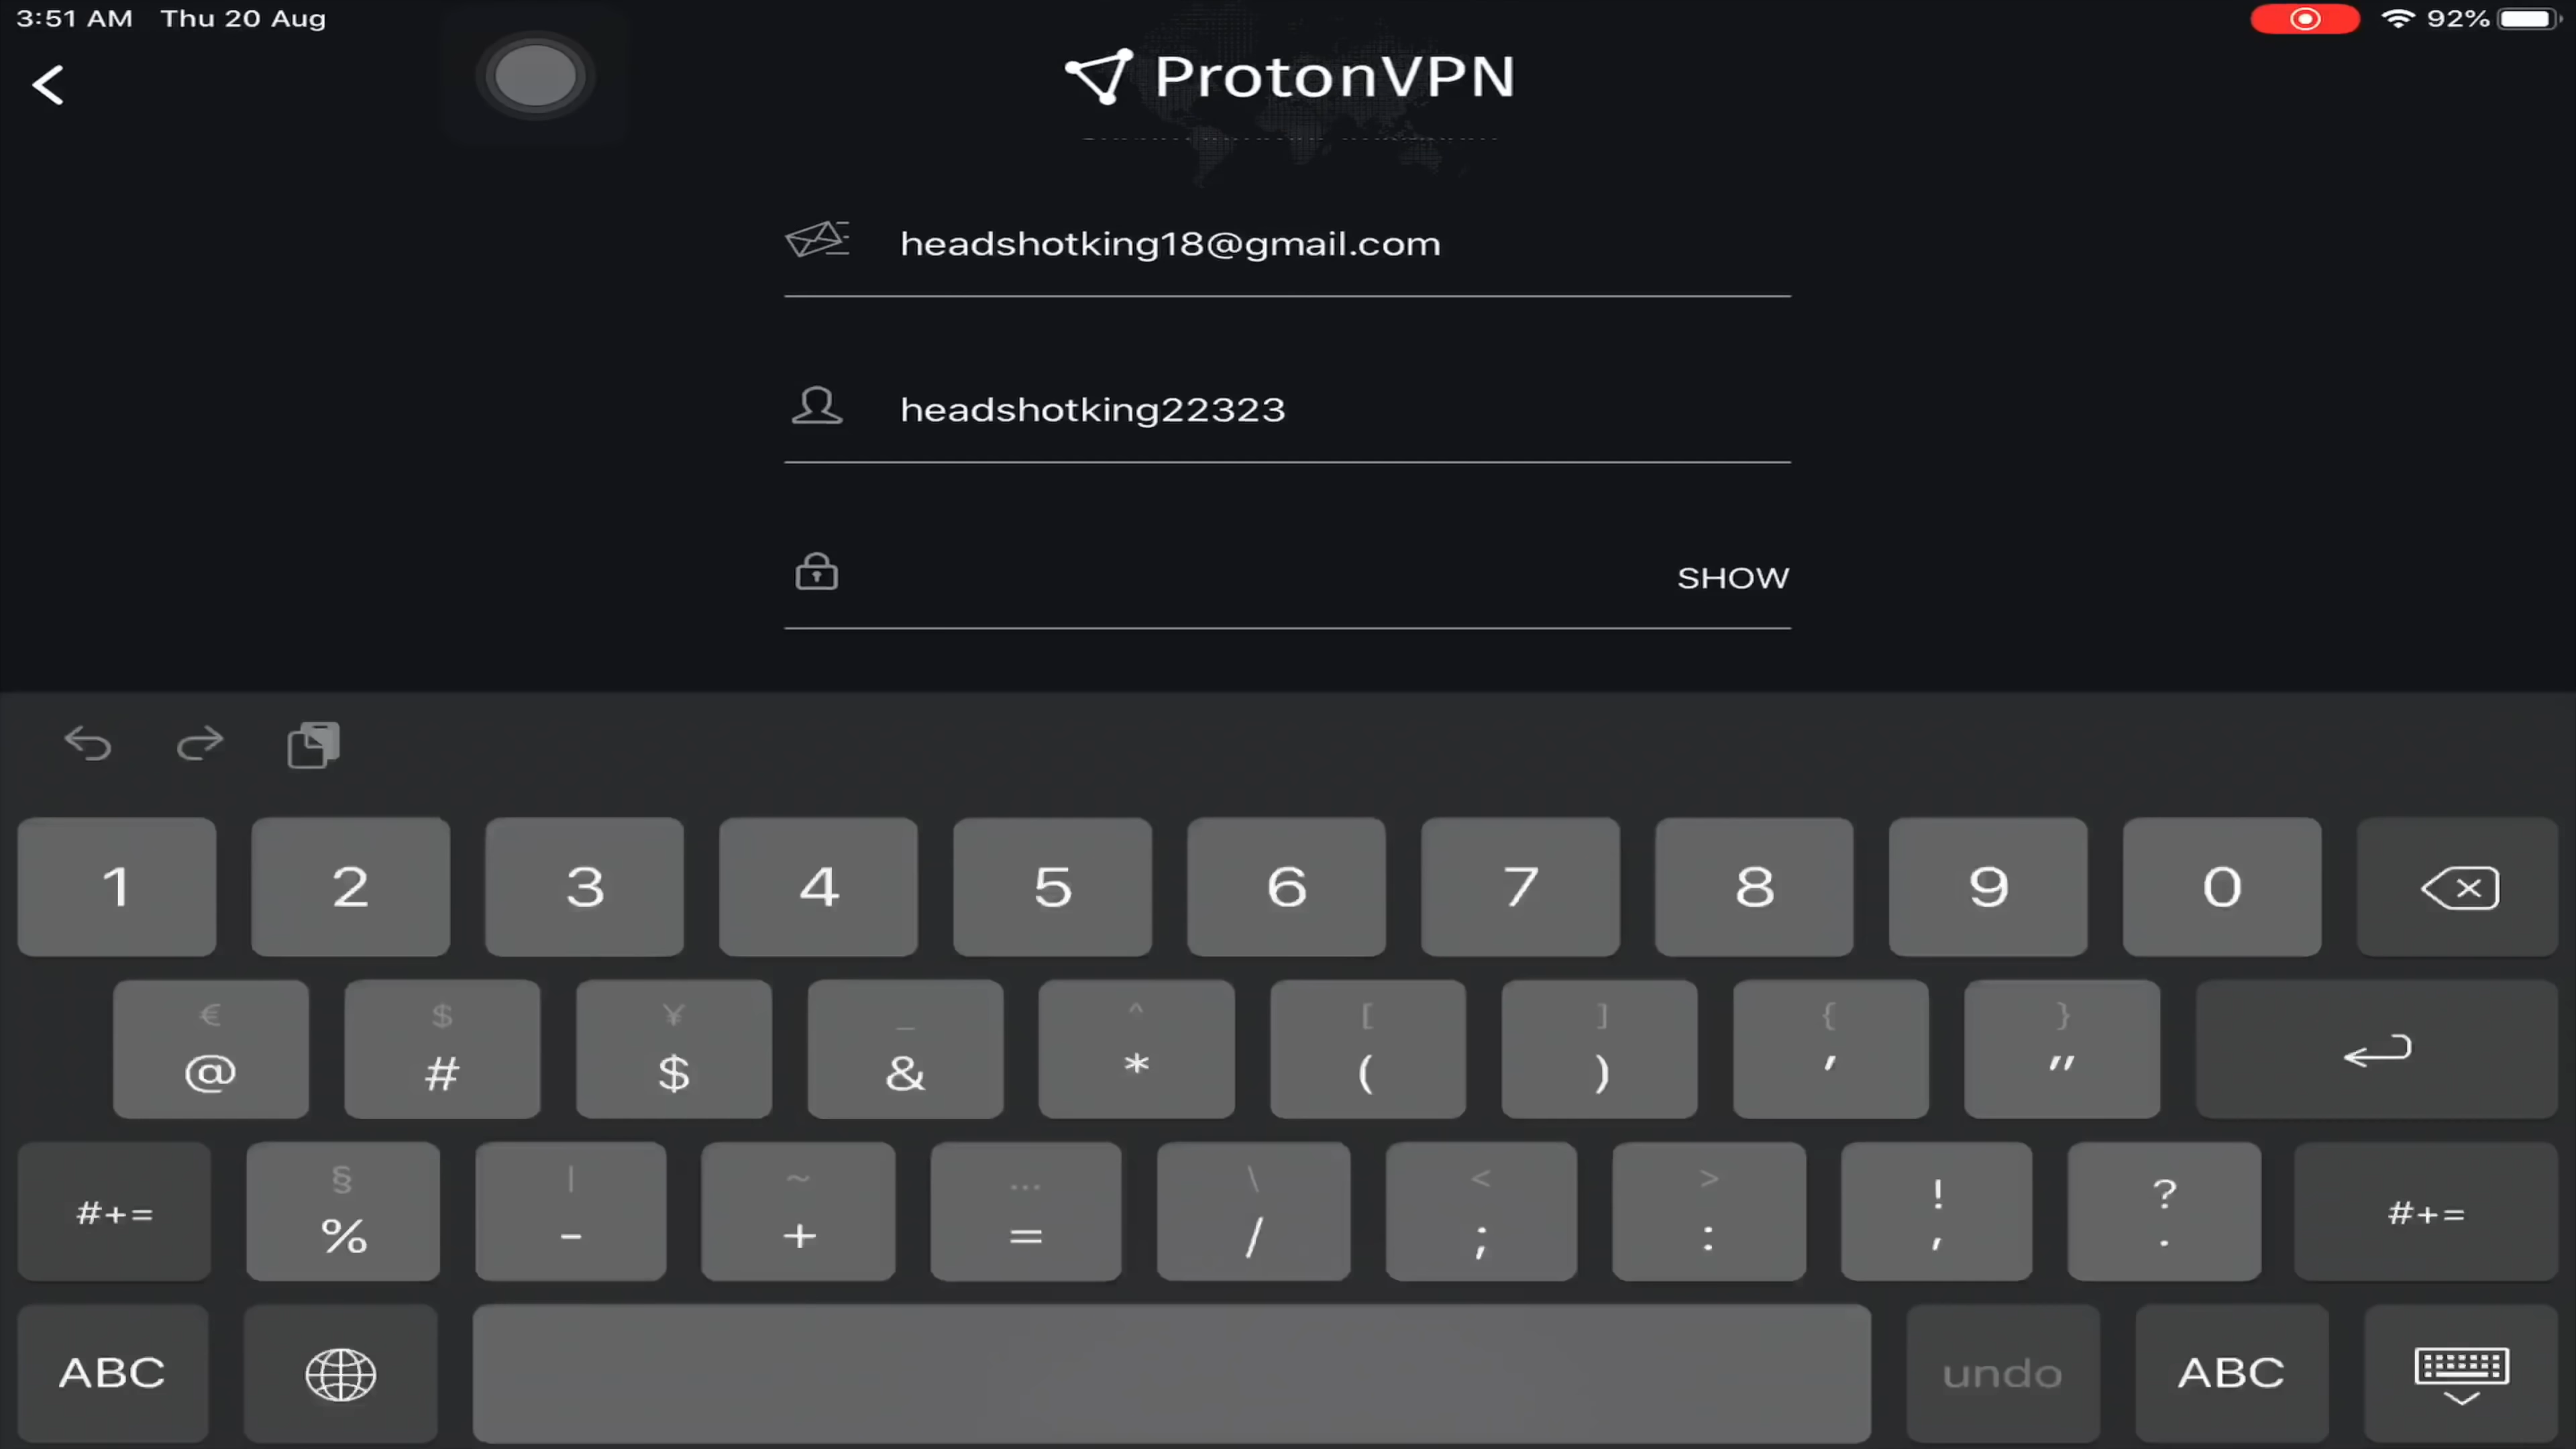 3:51 AM Thu 20 Aug 92%
ProtonVPN
headshotking18@gmail.com
headshotking22323
SHOW
1 2 3 4 5 6 7 8 9 0
€ $ ¥ _ ^ [ ] { }
@ # $ & * ( ) ' "
§ | ~ … \ < > ! ?
#+= % - + = / ; : , . #+=
ABC undo ABC